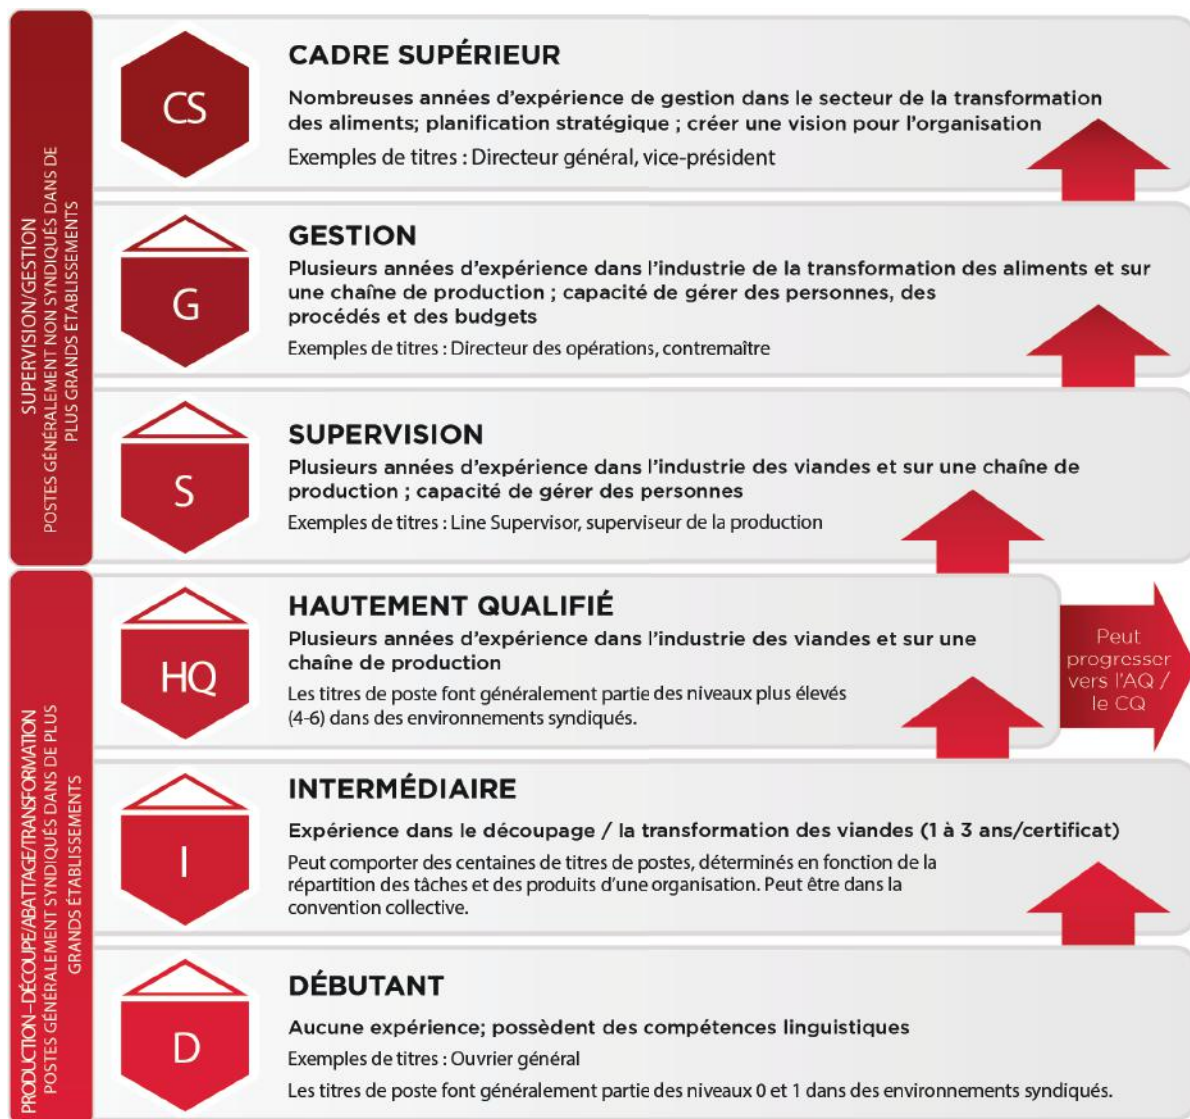 SUPERVISION/GESTION
POSTES GÉNÉRALEMENT NON SYNDIQUÉS DANS DE
PLUS GRANDS ÉTABLISSEMENTS
CS
CADRE SUPÉRIEUR
Nombreuses années d'expérience de gestion dans le secteur de la transformation
des aliments; planification stratégique ; créer une vision pour l'organisation
Exemples de titres : Directeur général, vice-président
G
GESTION
Plusieurs années d'expérience dans l'industrie de la transformation des aliments et sur
une chaîne de production ; capacité de gérer des personnes, des
procédés et des budgets
Exemples de titres : Directeur des opérations, contremaître
S
SUPERVISION
Plusieurs années d'expérience dans l'industrie des viandes et sur une chaîne de
production ; capacité de gérer des personnes
Exemples de titres : Line Supervisor, superviseur de la production
PRODUCTION–DÉCOUPE/ABATTAGE/TRANSFORMATION
POSTES GÉNÉRALEMENT SYNDIQUÉS DANS DE PLUS
GRANDS ÉTABLISSEMENTS
HQ
HAUTEMENT QUALIFIÉ
Plusieurs années d'expérience dans l'industrie des viandes et sur une
chaîne de production
Les titres de poste font généralement partie des niveaux plus élevés
(4-6) dans des environnements syndiqués.
Peut
progresser
vers l'AQ /
le CQ
I
INTERMÉDIAIRE
Expérience dans le découpage / la transformation des viandes (1 à 3 ans/certificat)
Peut comporter des centaines de titres de postes, déterminés en fonction de la
répartition des tâches et des produits d'une organisation. Peut être dans la
convention collective.
D
DÉBUTANT
Aucune expérience; possèdent des compétences linguistiques
Exemples de titres : Ouvrier général
Les titres de poste font généralement partie des niveaux 0 et 1 dans des environnements syndiqués.